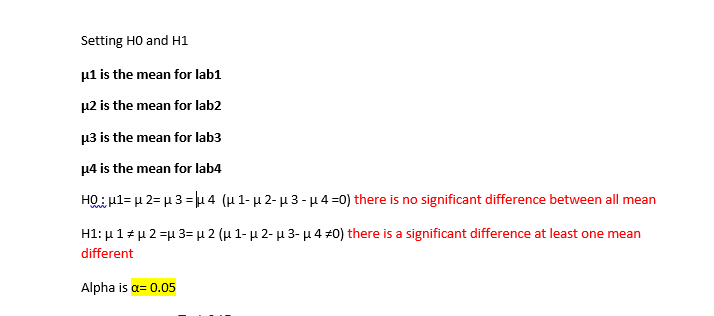 Setting H0 and H1
µ1 is the mean for lab1
µ2 is the mean for lab2
µ3 is the mean for lab3
µ4 is the mean for lab4
H0 : µ1= µ 2= µ 3 = µ 4 (µ 1- µ 2- µ 3 - µ 4 =0) there is no significant difference between all mean
H1: µ 1 ≠ µ 2 =µ 3= µ 2 (µ 1- µ 2- µ 3- µ 4 ≠0) there is a significant difference at least one mean
different
Alpha is α= 0.05